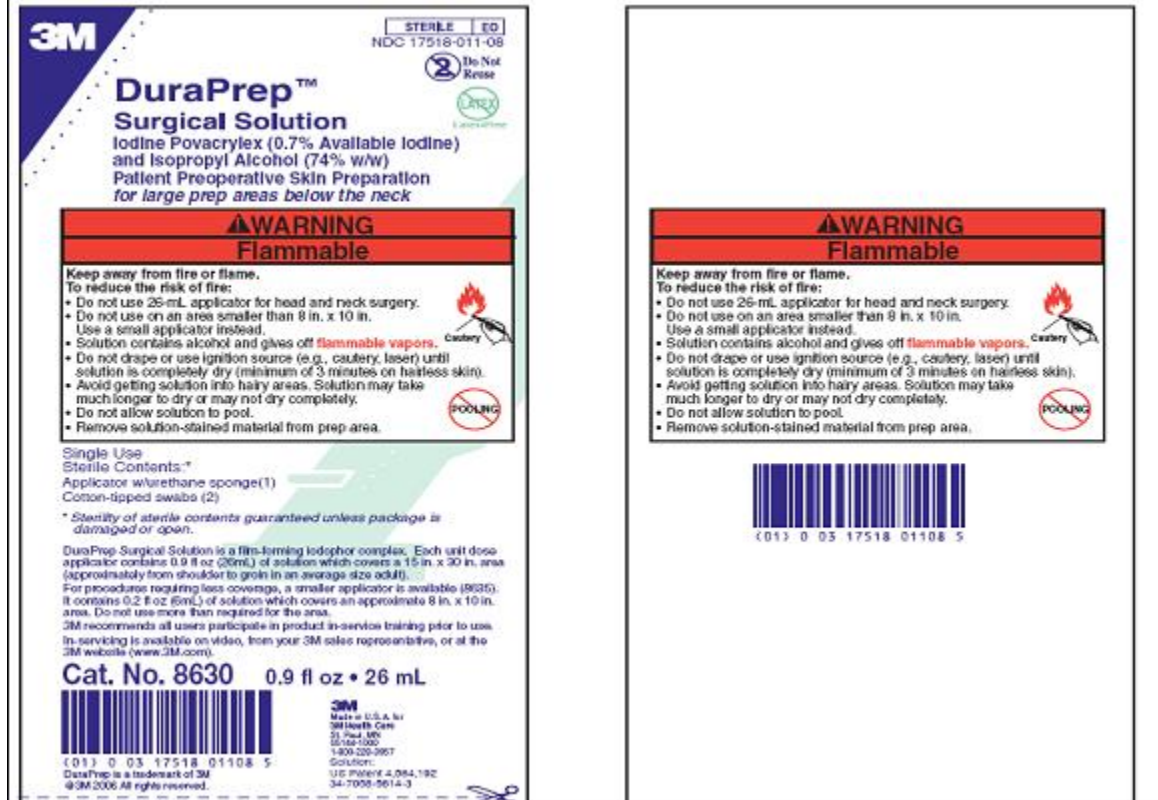 3M
STERILE EO
NDC 17518-011-08
2 Do Not
Reuse
LATEX
DuraPrep™
Surgical Solution
Iodine Povacrylex (0.7% Available Iodine)
and Isopropyl Alcohol (74% w/w)
Patient Preoperative Skin Preparation
for large prep areas below the neck
WARNING
Flammable
Keep away from fire or flame.
To reduce the risk of fire:
• Do not use 26-mL applicator for head and neck surgery.
• Do not use on an area smaller than 8 in. x 10 in.
Use a small applicator instead.
• Solution contains alcohol and gives off flammable vapors.
Cautery
• Do not drape or use ignition source (e.g., cautery, laser) until
solution is completely dry (minimum of 3 minutes on hairless skin).
• Avoid getting solution into hairy areas. Solution may take
much longer to dry or may not dry completely.
• Do not allow solution to pool.
POOLING
• Remove solution-stained material from prep area.
Single Use
Sterile Contents:*
Applicator w/urethane sponge(1)
Cotton-tipped swabs (2)
* Sterility of sterile contents guaranteed unless package is
damaged or open.
DuraPrep Surgical Solution is a film-forming iodophor complex. Each unit dose
applicator contains 0.9 fl oz (26mL) of solution which covers a 15 in. x 30 in. area
(approximately from shoulder to groin in an average size adult).
For procedures requiring less coverage, a smaller applicator is available (8635).
It contains 0.2 fl oz (6mL) of solution which covers an approximate 8 in. x 10 in.
area. Do not use more than required for the area.
3M recommends all users participate in product in-service training prior to use.
In-servicing is available on video, from your 3M sales representative, or at the
3M website (www.3M.com).
Cat. No. 8630 0.9 fl oz • 26 mL
(01) 0 03 17518 01108 5
DuraPrep is a trademark of 3M
©3M 2006 All rights reserved.
3M
Made in U.S.A. for
3M Health Care
St. Paul, MN
55144-1000
1-800-228-3957
Solution:
US Patent 4,584,192
34-7058-5614-3
WARNING
Flammable
Keep away from fire or flame.
To reduce the risk of fire:
• Do not use 26-mL applicator for head and neck surgery.
• Do not use on an area smaller than 8 in. x 10 in.
Use a small applicator instead.
• Solution contains alcohol and gives off flammable vapors.
Cautery
• Do not drape or use ignition source (e.g., cautery, laser) until
solution is completely dry (minimum of 3 minutes on hairless skin).
• Avoid getting solution into hairy areas. Solution may take
much longer to dry or may not dry completely.
• Do not allow solution to pool.
POOLING
• Remove solution-stained material from prep area.
(01) 0 03 17518 01108 5